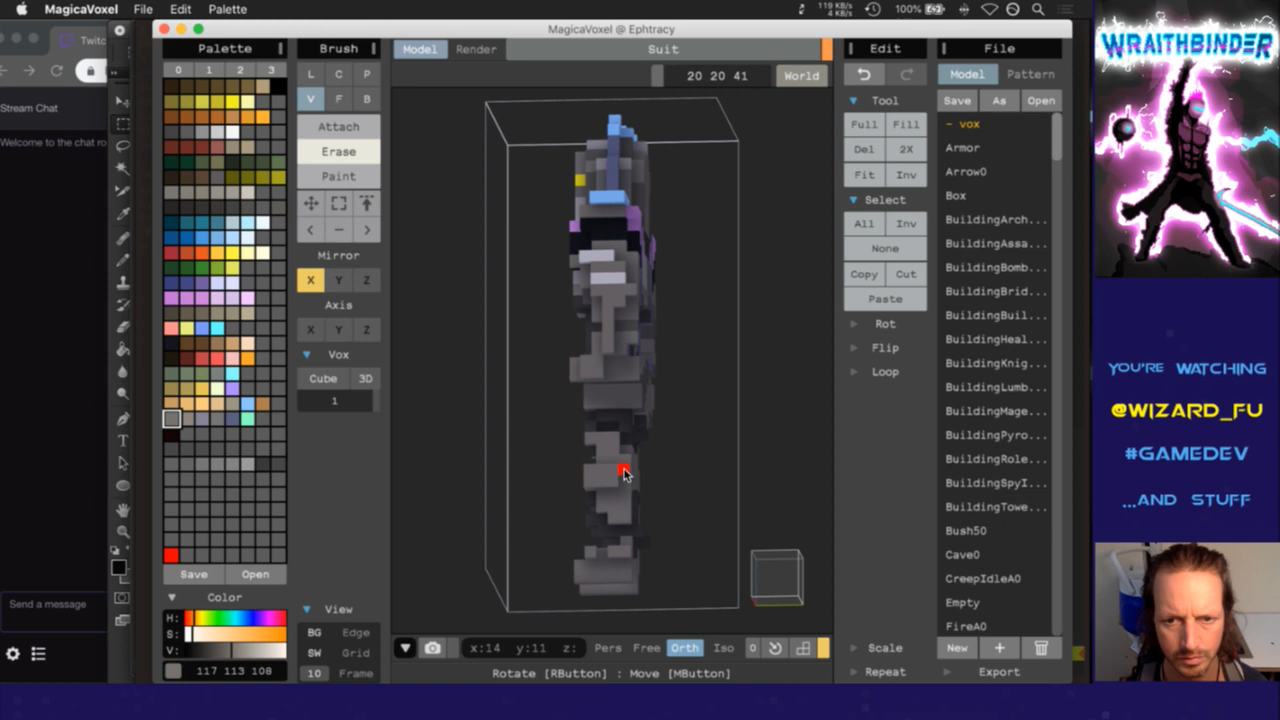 MagicaVoxel File Edit Palette
119 KB/s
4 KB/s
100%
Twitc
Stream Chat
Welcome to the chat ro
Send a message
MagicaVoxel @ Ephtracy
Palette
0 1 2 3
Save Open
Color
H:
S:
V:
117 113 108
Brush
L C P
V F B
Attach
Erase
Paint
Mirror
X Y Z
Axis
X Y Z
Vox
Cube 3D
1
View
BG Edge
SW Grid
10 Frame
Model Render Suit
20 20 41 World
x:14 y:11 z: Pers Free Orth Iso 0
Rotate [RButton] : Move [MButton]
Edit
Tool
Full Fill
Del 2X
Fit Inv
Select
All Inv
None
Copy Cut
Paste
Rot
Flip
Loop
Scale
Repeat
File
Model Pattern
Save As Open
- vox
Armor
Arrow0
Box
BuildingArch...
BuildingAssa...
BuildingBomb...
BuildingBrid...
BuildingBuil...
BuildingHeal...
BuildingKnig...
BuildingLumb...
BuildingMage...
BuildingPyro...
BuildingRole...
BuildingSpyI...
BuildingTowe...
Bush50
Cave0
CreepIdleA0
Empty
FireA0
New +
Export
WRAITHBINDER
YOU'RE WATCHING
@WIZARD_FU
#GAMEDEV
...AND STUFF